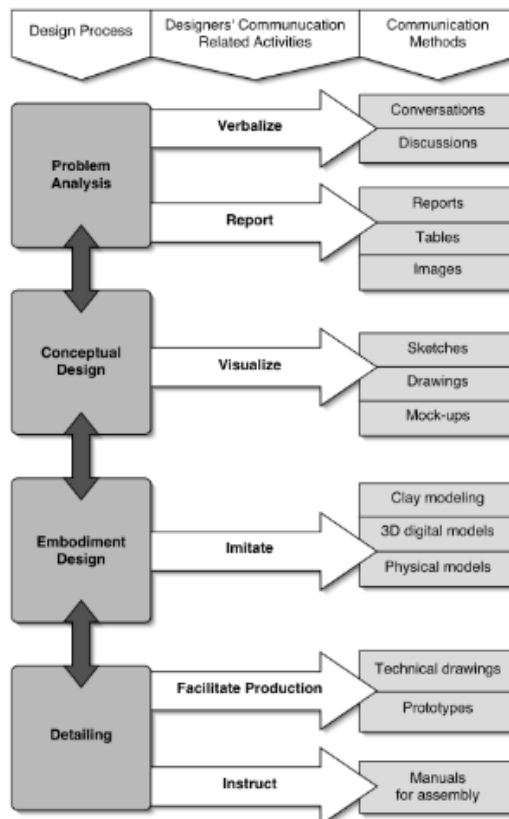 Design Process
Designers' Communucation
Related Activities
Communication
Methods
Problem
Analysis
Verbalize
Conversations
Discussions
Report
Reports
Tables
Images
Conceptual
Design
Visualize
Sketches
Drawings
Mock-ups
Embodiment
Design
Imitate
Clay modeling
3D digital models
Physical models
Detailing
Facilitate Production
Technical drawings
Prototypes
Instruct
Manuals
for assembly